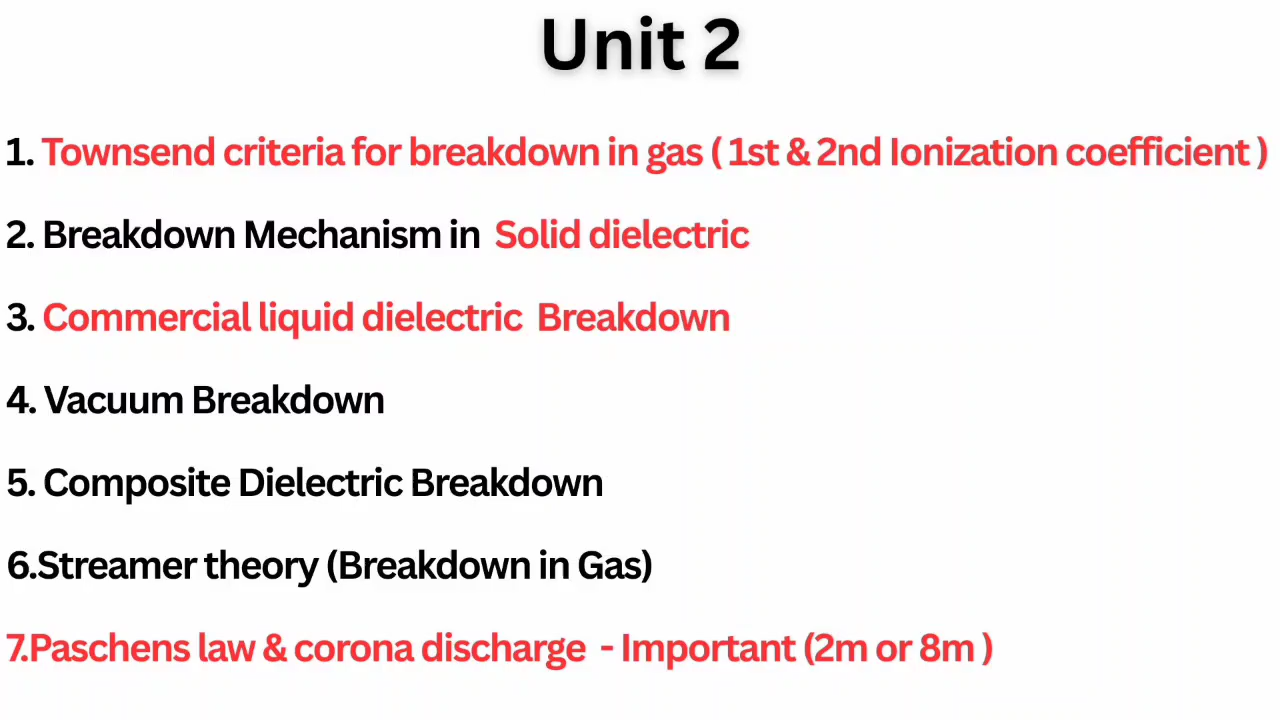 Unit 2
1. Townsend criteria for breakdown in gas ( 1st & 2nd Ionization coefficient )
2. Breakdown Mechanism in Solid dielectric
3. Commercial liquid dielectric Breakdown
4. Vacuum Breakdown
5. Composite Dielectric Breakdown
6.Streamer theory (Breakdown in Gas)
7.Paschens law & corona discharge - Important (2m or 8m )